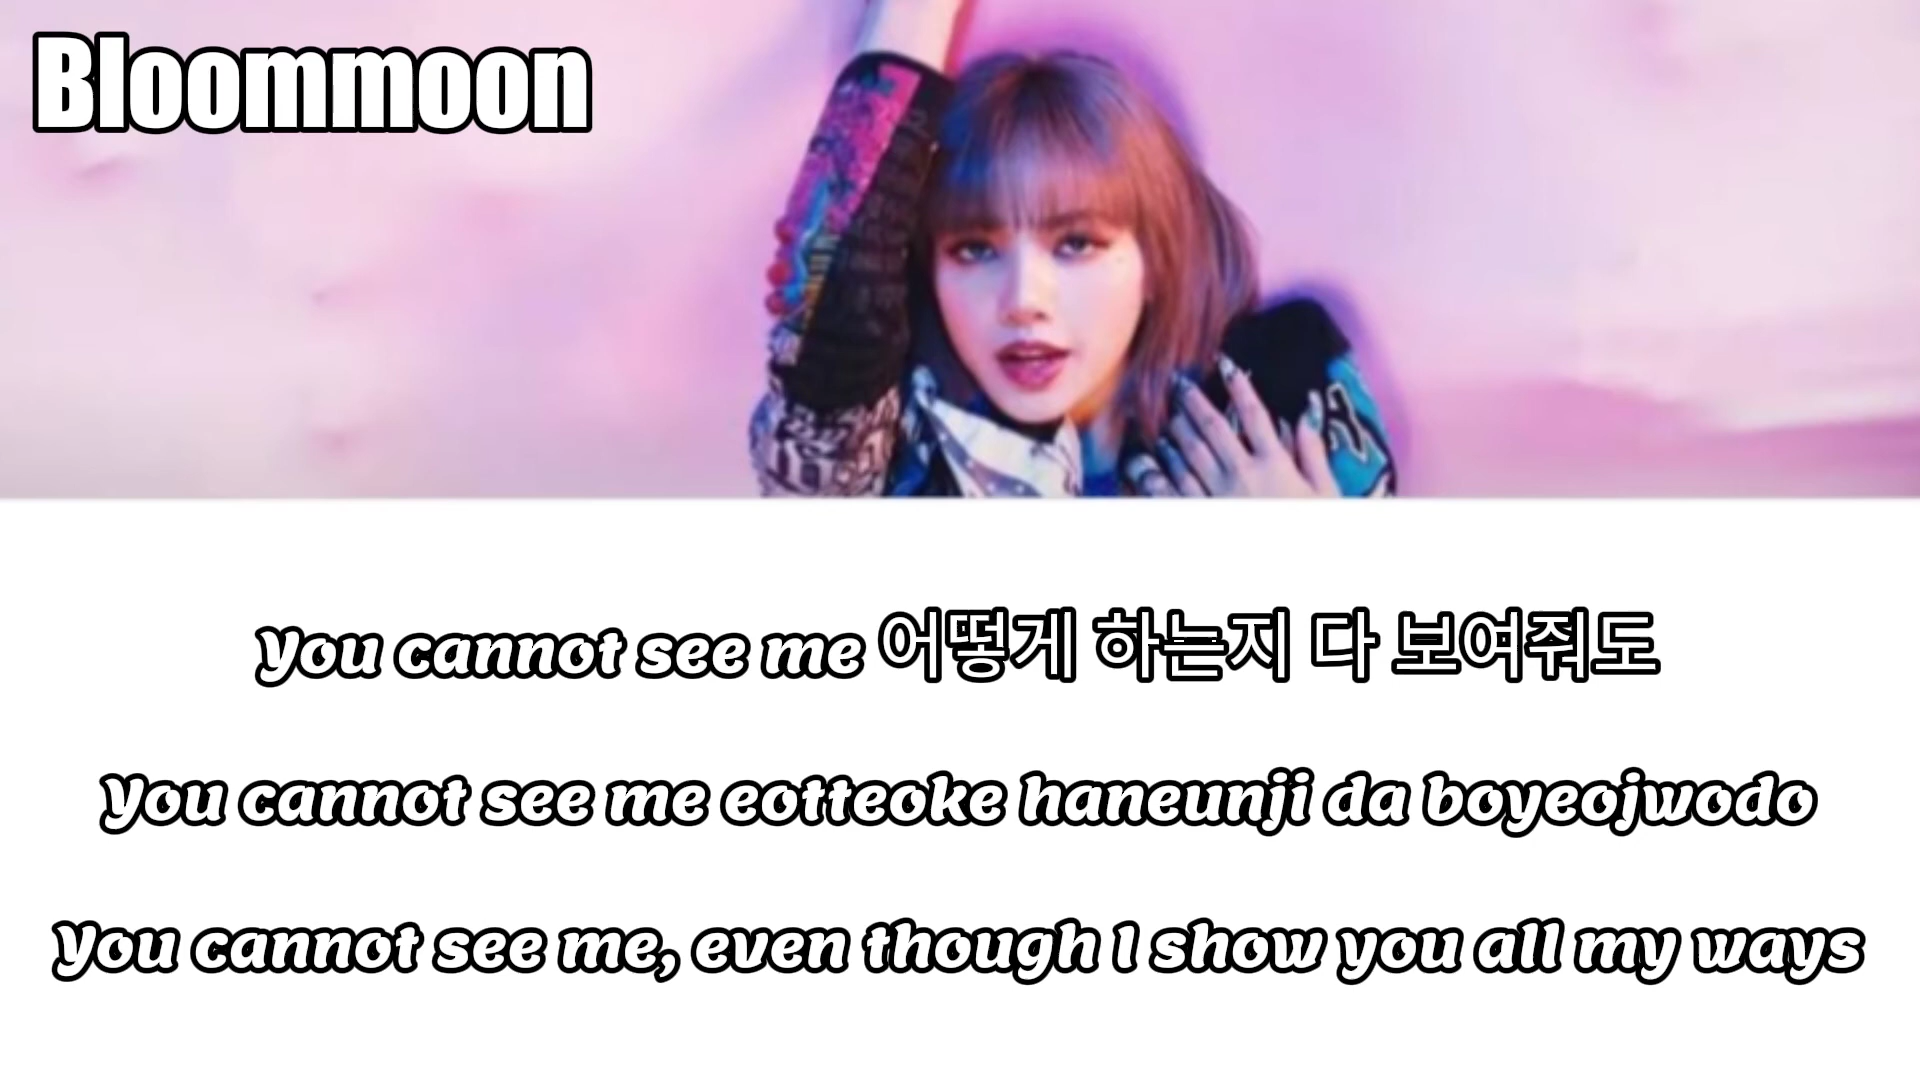 Bloommoon
You cannot see me 어떻게 하는지 다 보여줘도
You cannot see me eotteoke haneunji da boyeojwodo
You cannot see me, even though I show you all my ways